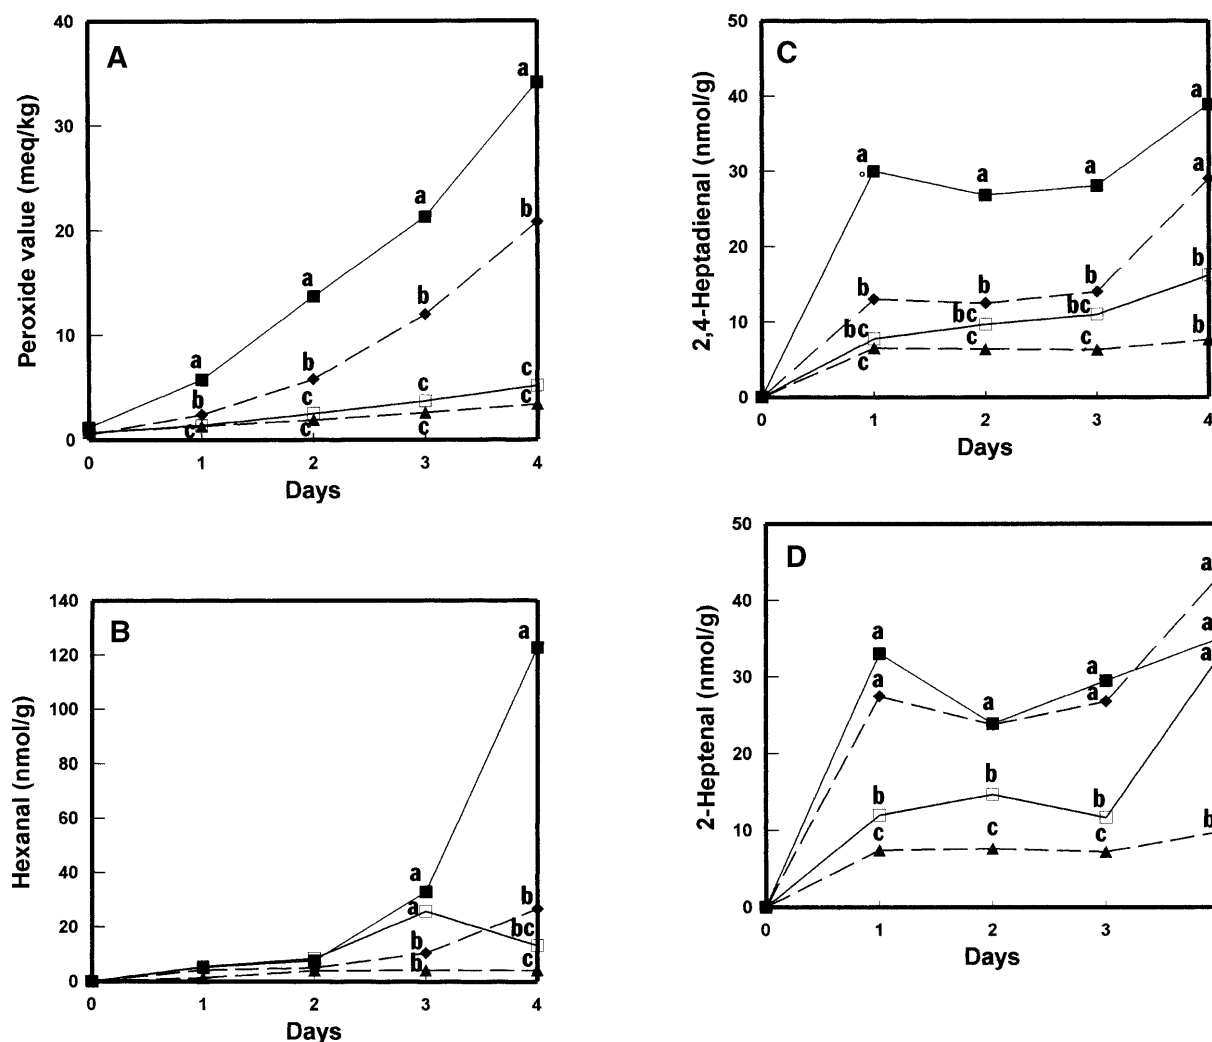 A
Peroxide value (meq/kg)
40
30
20
10
0
a
a
b
a
b
a
b
c
c
a
b
c
c
c
c
c
0 1 2 3 4
Days
B
Hexanal (nmol/g)
140
120
100
80
60
40
20
0
a
a
a
b
b
bc
b
c
0 1 2 3 4
Days
C
2,4-Heptadienal (nmol/g)
50
40
30
20
10
0
a
a
a
a
a
b
b
b
b
bc
bc
bc
b
c
c
c
0 1 2 3 4
Days
D
2-Heptenal (nmol/g)
50
40
30
20
10
0
a
a
a
a
a
a
a
a
b
b
b
b
c
c
c
0 1 2 3
Days